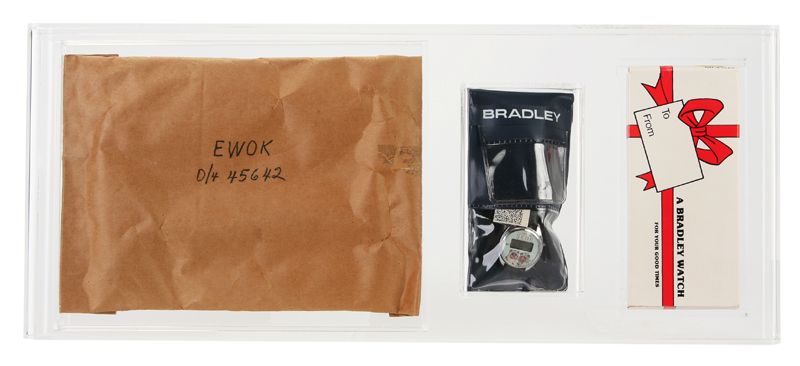 EWOK
D/4 45642
BRADLEY
To
From
A BRADLEY WATCH
FOR YOUR GOOD TIMES